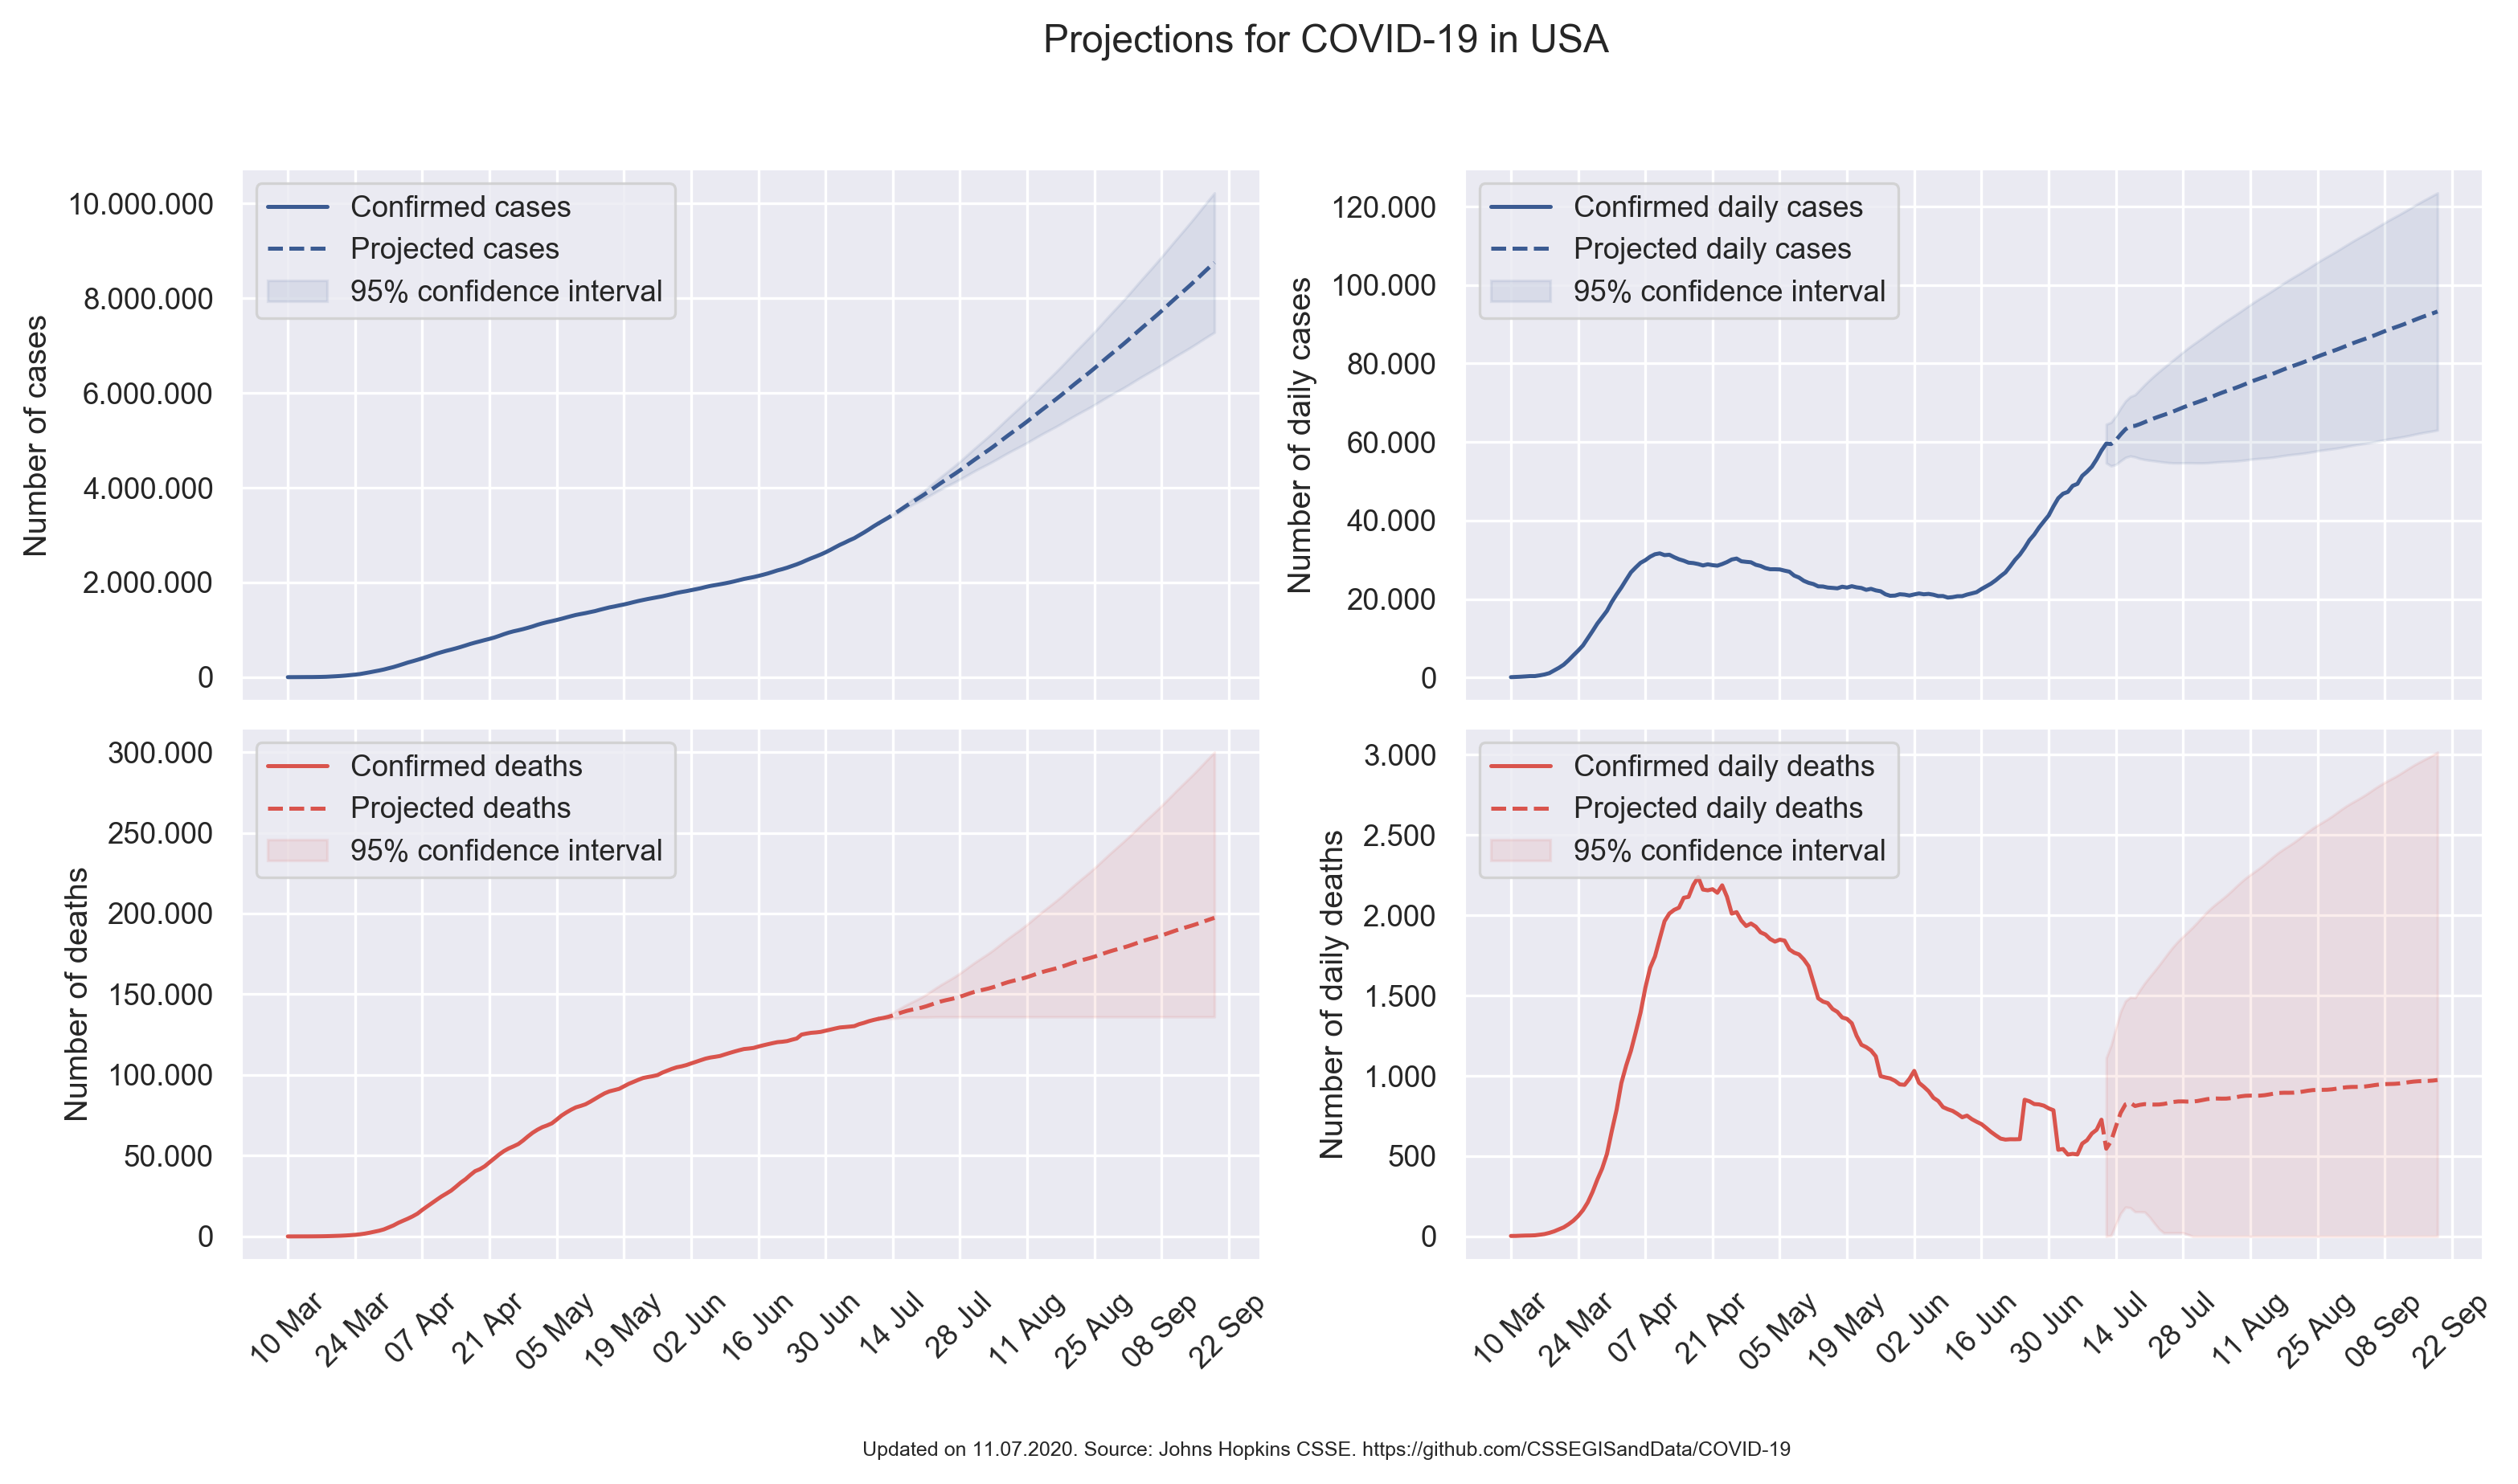 Projections for COVID-19 in USA
Number of cases
10.000.000
8.000.000
6.000.000
4.000.000
2.000.000
0
Confirmed cases
Projected cases
95% confidence interval
Number of daily cases
120.000
100.000
80.000
60.000
40.000
20.000
0
Confirmed daily cases
Projected daily cases
95% confidence interval
Number of deaths
300.000
250.000
200.000
150.000
100.000
50.000
0
Confirmed deaths
Projected deaths
95% confidence interval
10 Mar
24 Mar
07 Apr
21 Apr
05 May
19 May
02 Jun
16 Jun
30 Jun
14 Jul
28 Jul
11 Aug
25 Aug
08 Sep
22 Sep
Number of daily deaths
3.000
2.500
2.000
1.500
1.000
500
0
Confirmed daily deaths
Projected daily deaths
95% confidence interval
10 Mar
24 Mar
07 Apr
21 Apr
05 May
19 May
02 Jun
16 Jun
30 Jun
14 Jul
28 Jul
11 Aug
25 Aug
08 Sep
22 Sep
Updated on 11.07.2020. Source: Johns Hopkins CSSE. https://github.com/CSSEGISandData/COVID-19